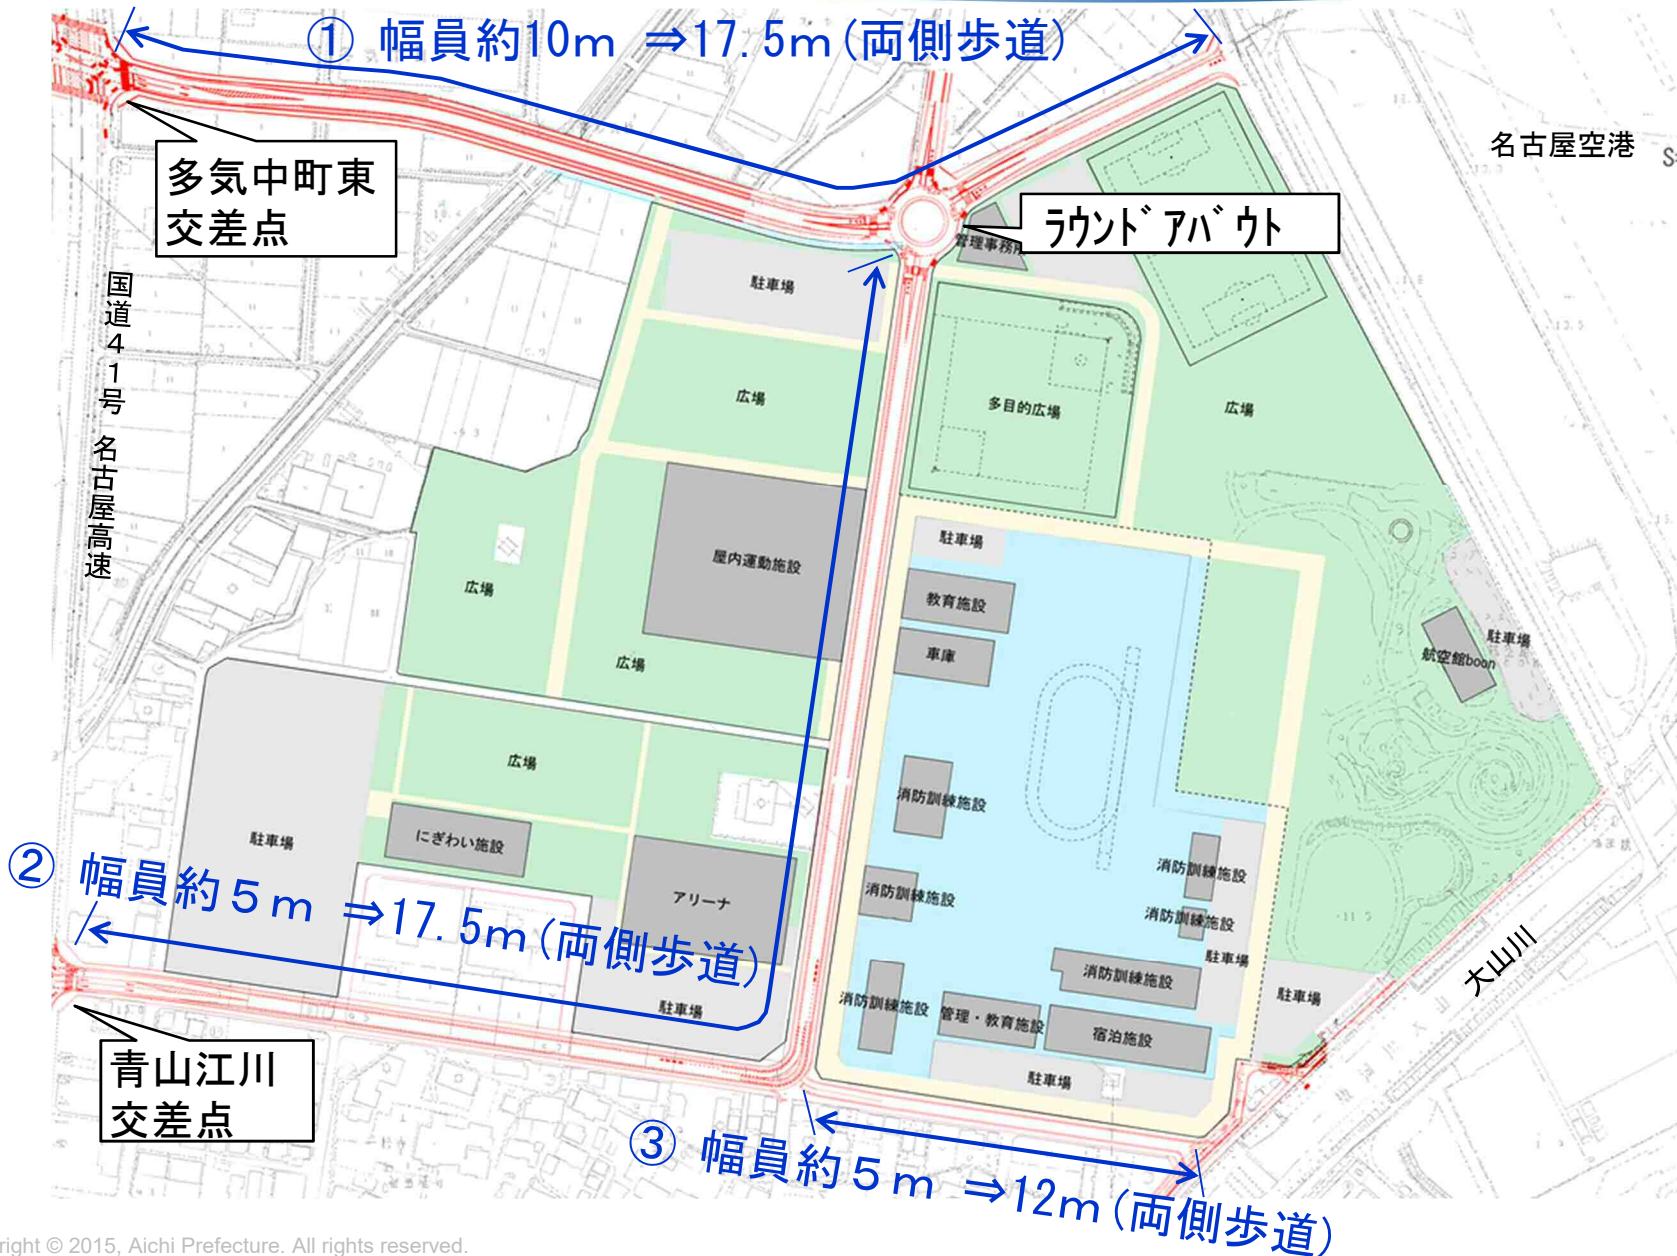 ① 幅員約10m ⇒17.5m(両側歩道)
多気中町東
交差点
名古屋空港
ラウンドアバウト
管理事務所
国道41号 名古屋高速
駐車場
広場
多目的広場
広場
屋内運動施設
駐車場
広場
教育施設
車庫
広場
駐車場
航空館boon
広場
消防訓練施設
駐車場
にぎわい施設
アリーナ
消防訓練施設
消防訓練施設
消防訓練施設
② 幅員約5m ⇒17.5m(両側歩道)
駐車場
大山川
消防訓練施設
駐車場
駐車場
消防訓練施設
管理・教育施設
宿泊施設
駐車場
青山江川
交差点
③ 幅員約5m ⇒12m(両側歩道)
right © 2015, Aichi Prefecture. All rights reserved.